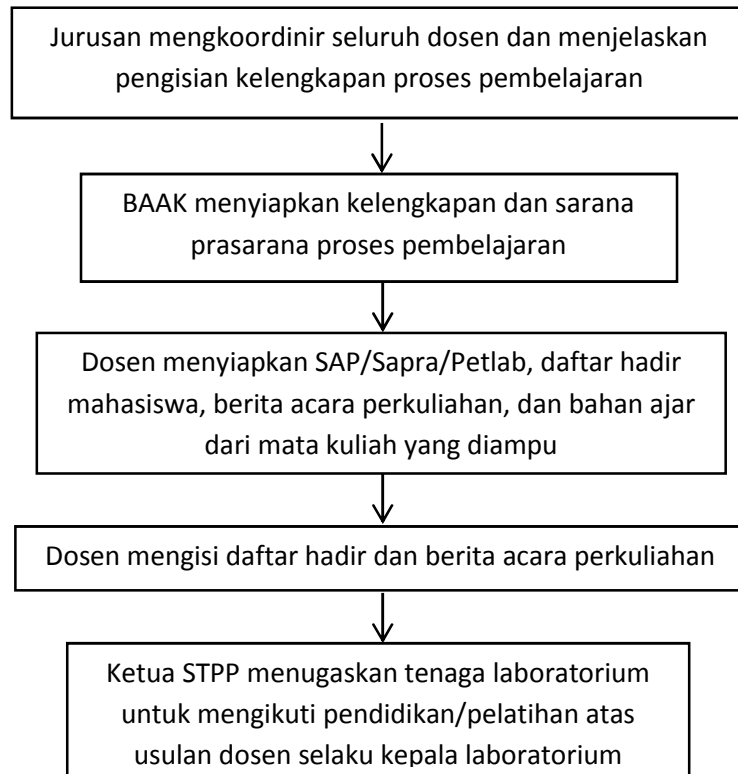 Jurusan mengkoordinir seluruh dosen dan menjelaskan
pengisian kelengkapan proses pembelajaran
BAAK menyiapkan kelengkapan dan sarana
prasarana proses pembelajaran
Dosen menyiapkan SAP/Sapra/Petlab, daftar hadir
mahasiswa, berita acara perkuliahan, dan bahan ajar
dari mata kuliah yang diampu
Dosen mengisi daftar hadir dan berita acara perkuliahan
Ketua STPP menugaskan tenaga laboratorium
untuk mengikuti pendidikan/pelatihan atas
usulan dosen selaku kepala laboratorium